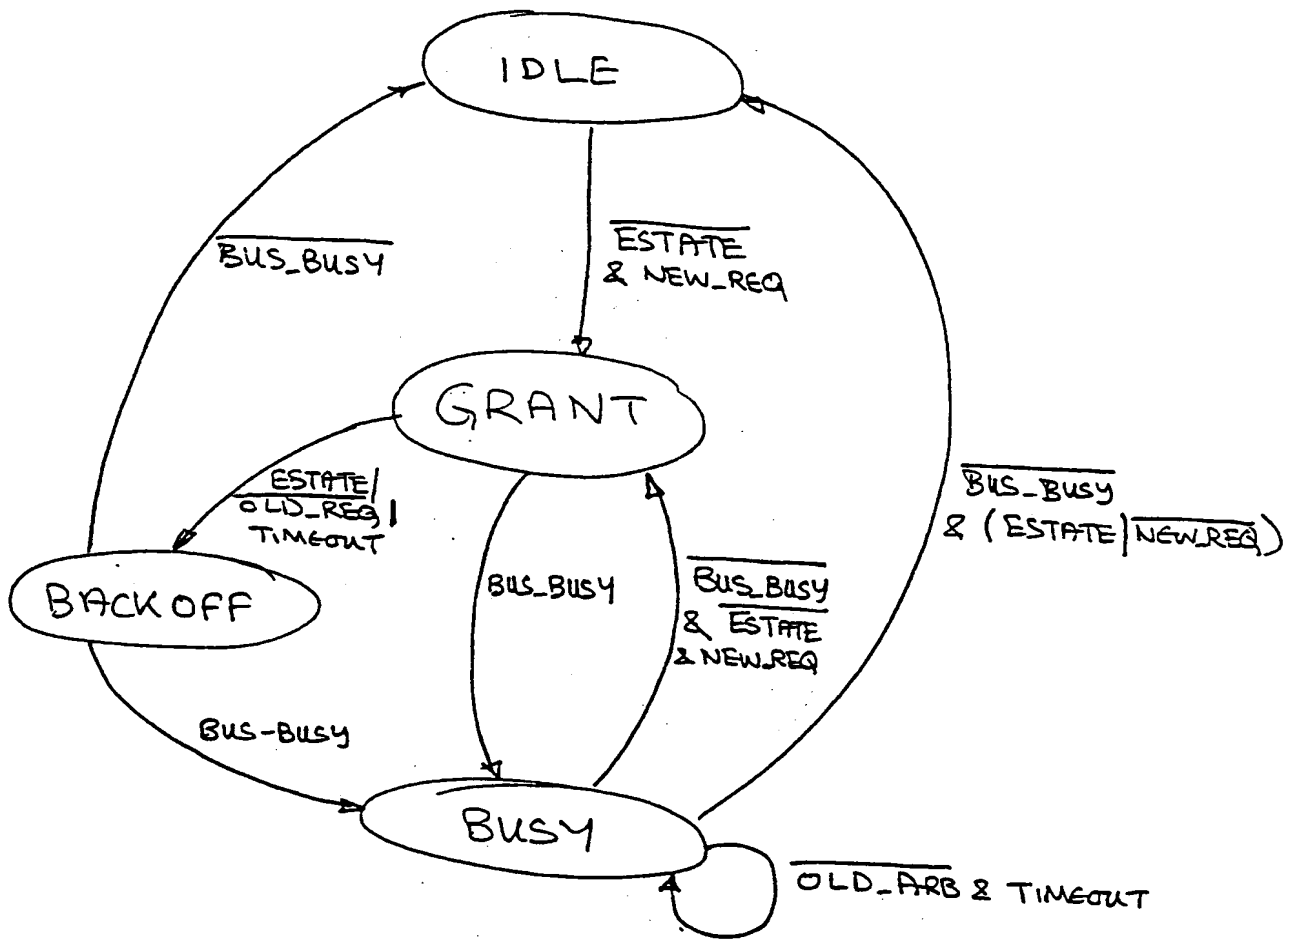 IDLE
BUS_BUSY
ESTATE
& NEW_REQ
GRANT
ESTATE/
OLD_REQ|
TIMEOUT
BUS_BUSY
& (ESTATE|NEW_REQ)
BACKOFF
BUS_BUSY
BUS_BUSY
& ESTATE
& NEW_REQ
BUS-BUSY
BUSY
OLD_ARB & TIMEOUT